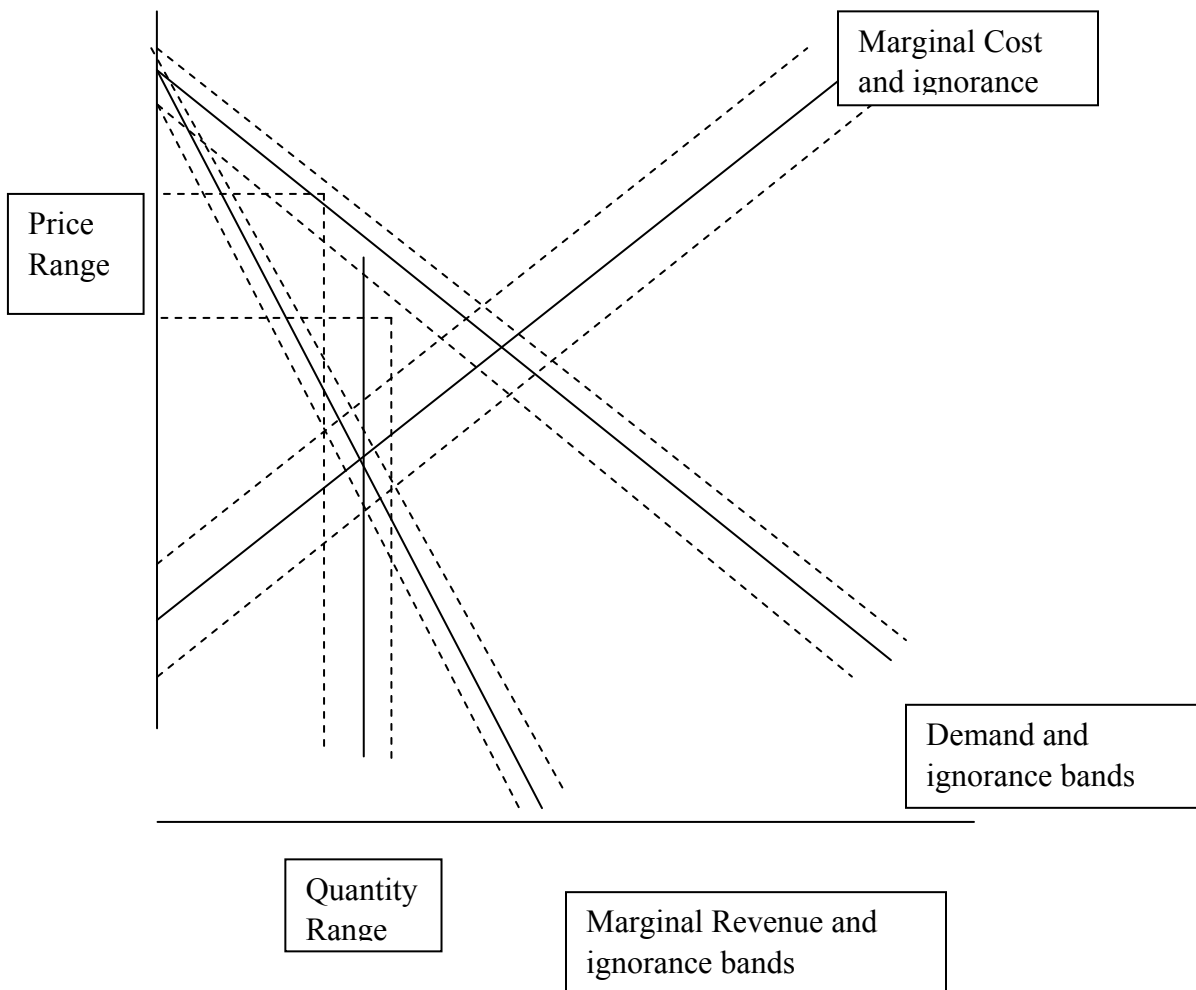 Marginal Cost
and ignorance
Price
Range
Demand and
ignorance bands
Quantity
Range
Marginal Revenue and
ignorance bands